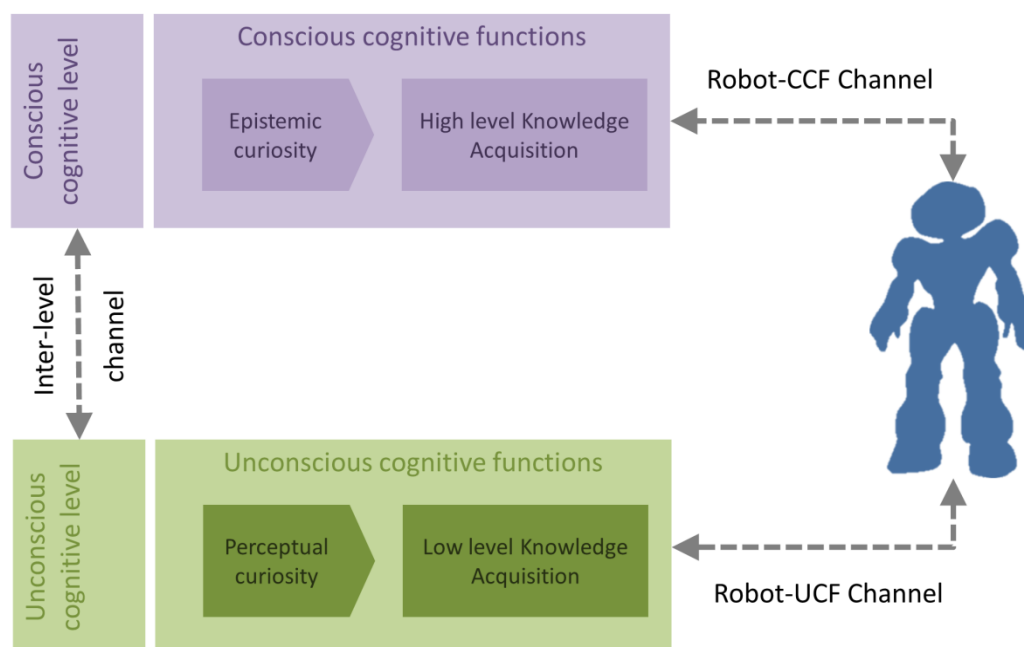 Conscious
cognitive level
Conscious cognitive functions
Epistemic
curiosity
High level Knowledge
Acquisition
Robot-CCF Channel
Inter-level
channel
Unconscious
cognitive level
Unconscious cognitive functions
Perceptual
curiosity
Low level Knowledge
Acquisition
Robot-UCF Channel